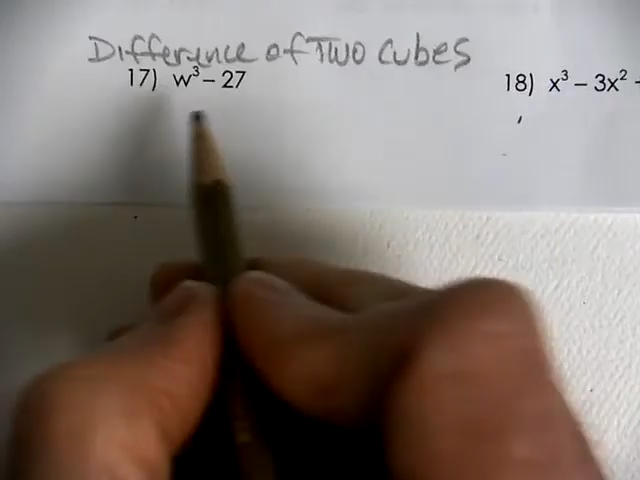 Difference of Two Cubes
17) w³ – 27
18) x³ – 3x²